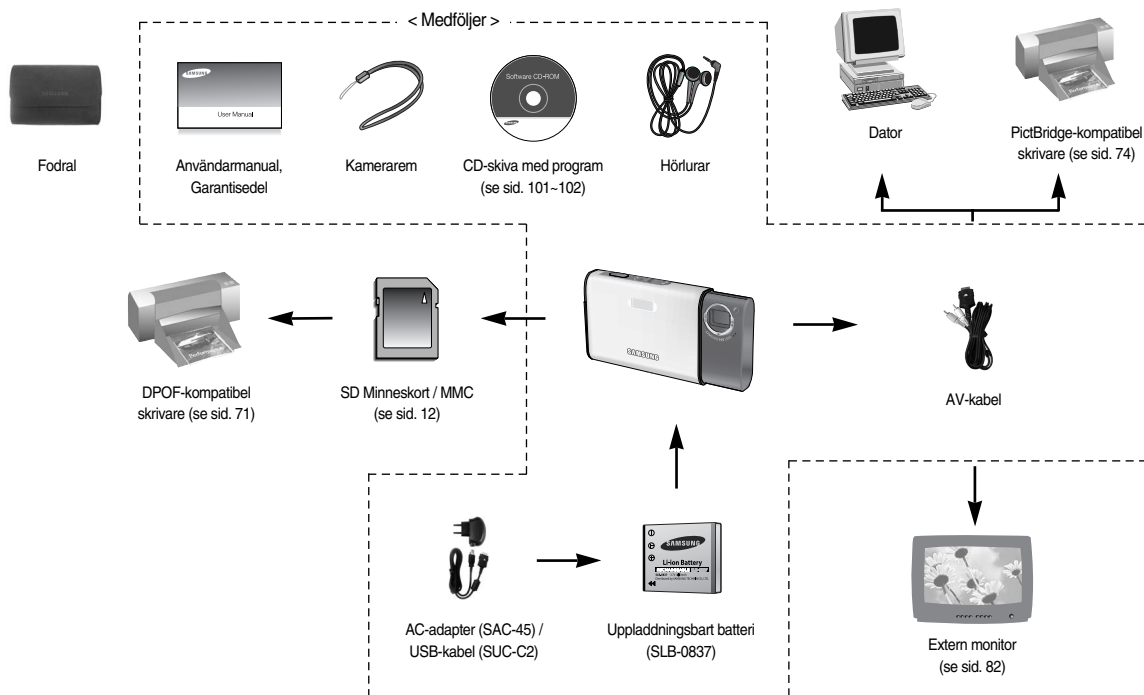 < Medföljer >
SAMSUNG
User Manual
Software CD-ROM
Fodral
Användarmanual,
Garantisedel
Kamerarem
CD-skiva med program
(se sid. 101~102)
Hörlurar
Dator
PictBridge-kompatibel
skrivare (se sid. 74)
SAMSUNG
DPOF-kompatibel
skrivare (se sid. 71)
SD Minneskort / MMC
(se sid. 12)
AV-kabel
SAMSUNG
Li-Ion Battery
AC-adapter (SAC-45) /
USB-kabel (SUC-C2)
Uppladdningsbart batteri
(SLB-0837)
Extern monitor
(se sid. 82)